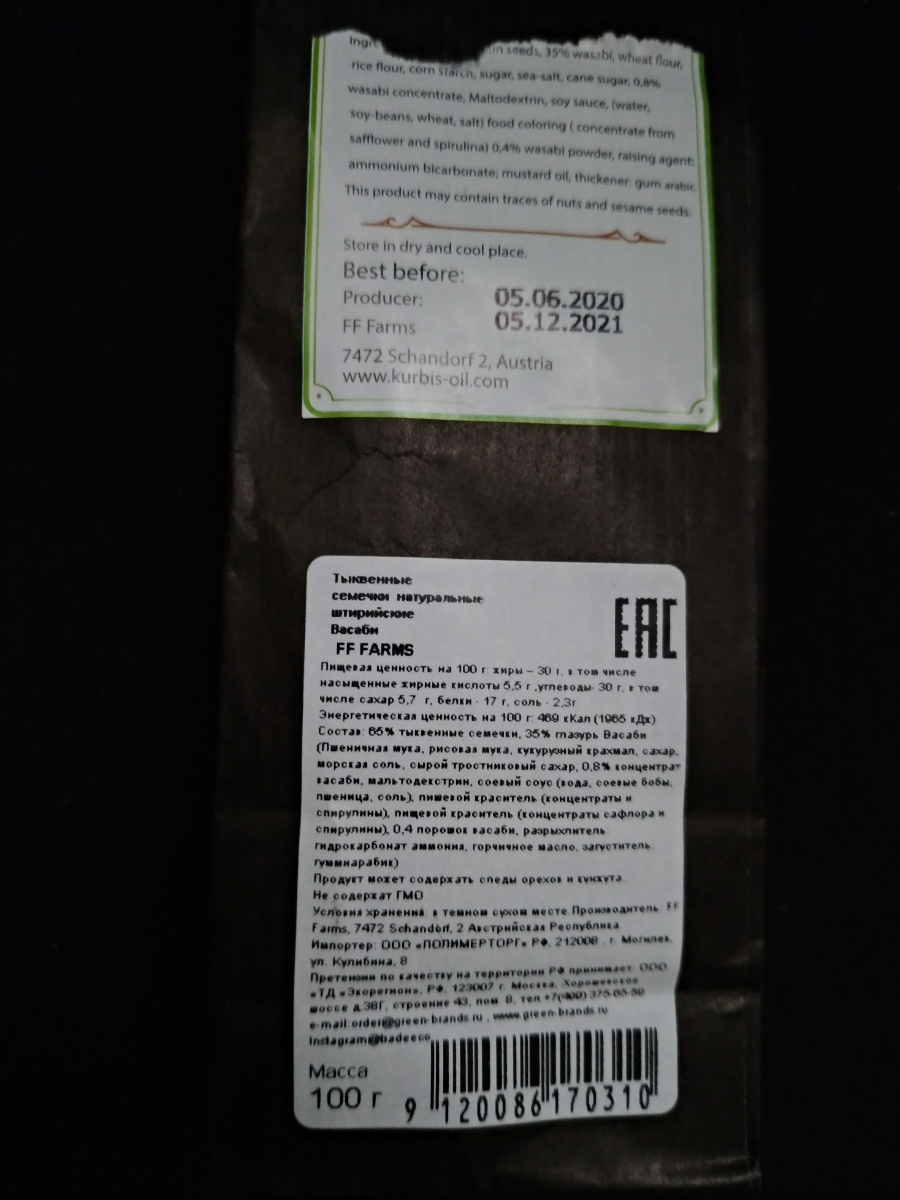 Ingr
in seeds, 35% wasabi, wheat flour,
rice flour, corn starch, sugar, sea-salt, cane sugar, 0,8%
wasabi concentrate, Maltodextrin, soy sauce, (water,
soy-beans, wheat, salt) food coloring ( concentrate from
safflower and spirulina) 0,4% wasabi powder, raising agent:
ammonium bicarbonate; mustard oil, thickener: gum arabic.
This product may contain traces of nuts and sesame seeds.
Store in dry and cool place.
Best before:
Producer: 05.06.2020
FF Farms 05.12.2021
7472 Schandorf 2, Austria
www.kurbis-oil.com
Тыквенные
семечки натуральные
штирийские
Васаби
FF FARMS
EAC
Пищевая ценность на 100 г: жиры – 30 г, в том числе
насыщенные жирные кислоты 5,5 г ,углеводы- 30 г, в том
числе сахар 5,7 г, белки - 17 г, соль - 2,3г
Энергетическая ценность на 100 г: 469 кКал (1965 кДж)
Состав: 65% тыквенные семечки, 35% глазурь Васаби
(Пшеничная мука, рисовая мука, кукурузный крахмал, сахар,
морская соль, сырой тростниковый сахар, 0,8% концентрат
васаби, мальтодекстрин, соевый соус (вода, соевые бобы,
пшеница, соль), пищевой краситель (концентраты и
спирулины), пищевой краситель (концентраты сафлора и
спирулины), 0,4 порошок васаби, разрыхлитель:
гидрокарбонат аммония, горчичное масло, загуститель:
гуммиарабик)
Продукт может содержать следы орехов и кунжута.
Не содержат ГМО
Условия хранения: в темном сухом месте.Производитель: FF
Farms, 7472 Schandorf, 2 Австрийская Республика
Импортер: ООО «ПОЛИМЕРТОРГ» РФ, 212008 , г. Могилев,
ул. Кулибина, 8
Претензии по качеству на территории РФ принимает: ООО
«ТД «Экорегион», РФ, 123007 г. Москва, Хорошевское
шоссе д.38Г, строение 43, пом. 8, тел.+7(499)
e-mail:order@green-brands.ru , www.green-brands.ru
Instagram@tradeeco
Масса
100 г
9 120086 170310